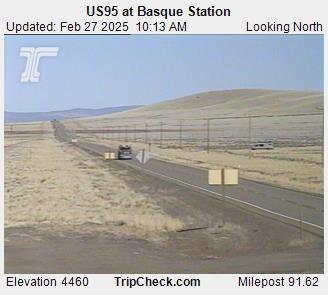 US95 at Basque Station
Updated: Feb 27 2025 10:13 AM Looking North
Elevation 4460 TripCheck.com Milepost 91.62